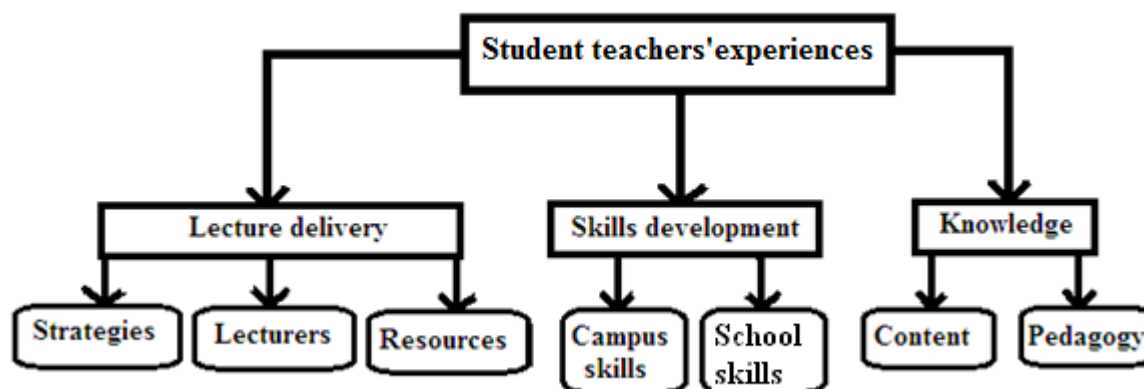 Student teachers'experiences
Lecture delivery
Skills development
Knowledge
Strategies
Lecturers
Resources
Campus
skills
School
skills
Content
Pedagogy